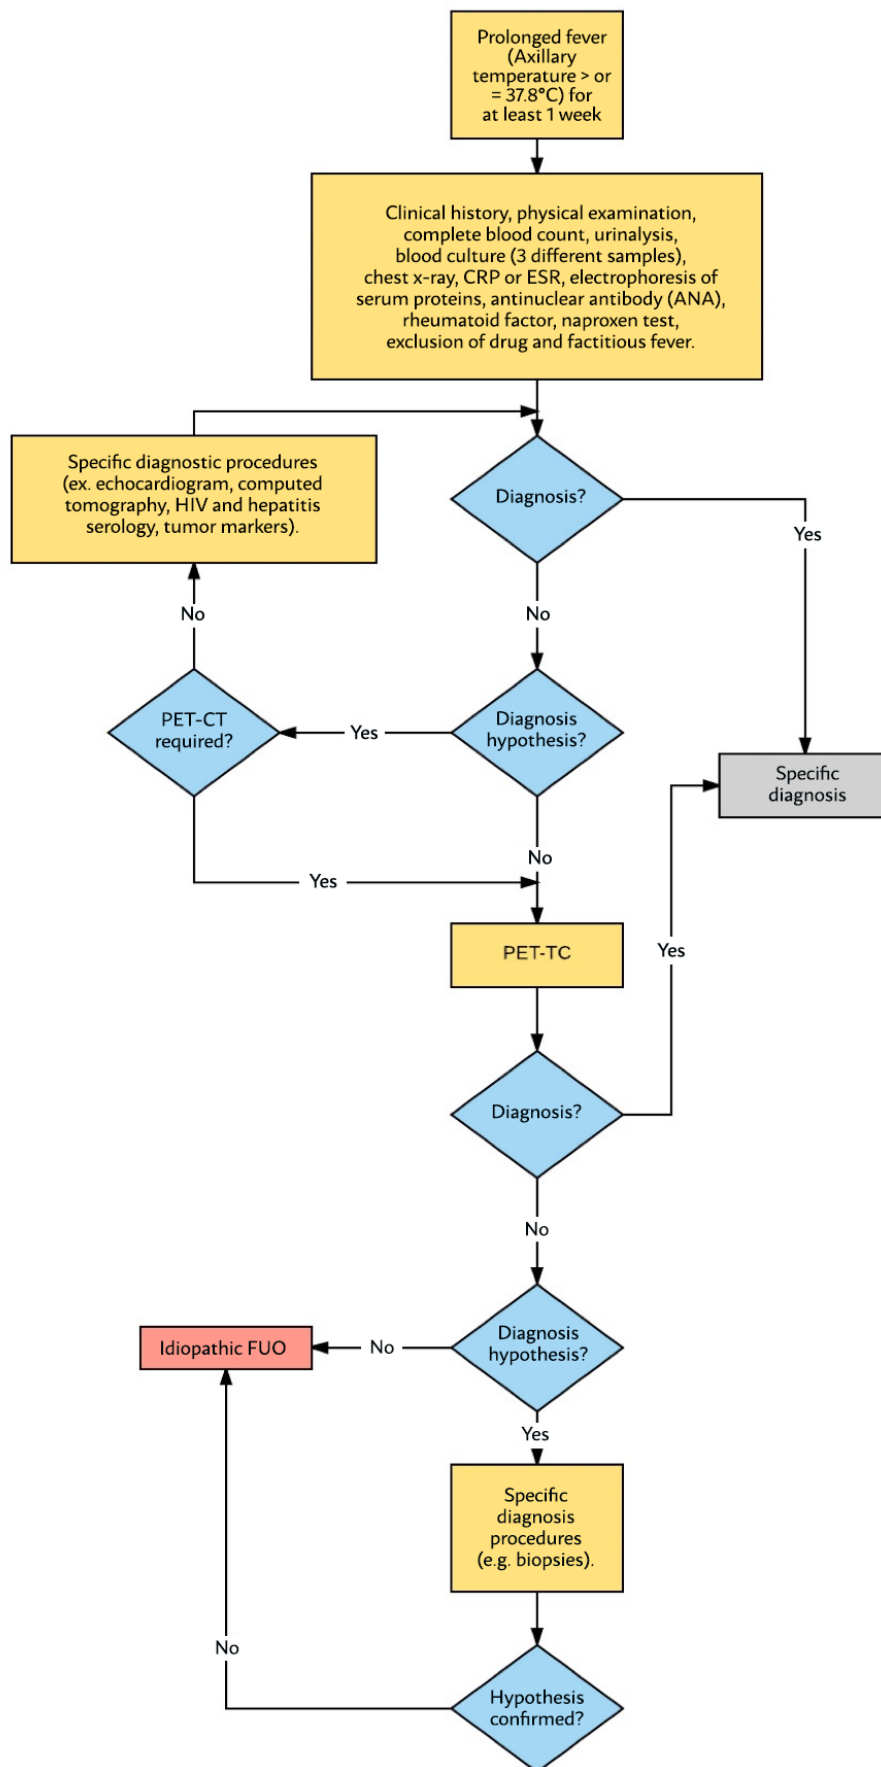 Prolonged fever
(Axillary
temperature > or
= 37.8°C) for
at least 1 week
Clinical history, physical examination,
complete blood count, urinalysis,
blood culture (3 different samples),
chest x-ray, CRP or ESR, electrophoresis of
serum proteins, antinuclear antibody (ANA),
rheumatoid factor, naproxen test,
exclusion of drug and factitious fever.
Specific diagnostic procedures
(ex. echocardiogram, computed
tomography, HIV and hepatitis
serology, tumor markers).
Diagnosis?
Yes
No
No
PET-CT
required?
Yes
Diagnosis
hypothesis?
Specific
diagnosis
No
Yes
PET-TC
Yes
Diagnosis?
No
Idiopathic FUO
No
Diagnosis
hypothesis?
Yes
Specific
diagnosis
procedures
(e.g. biopsies).
No
Hypothesis
confirmed?